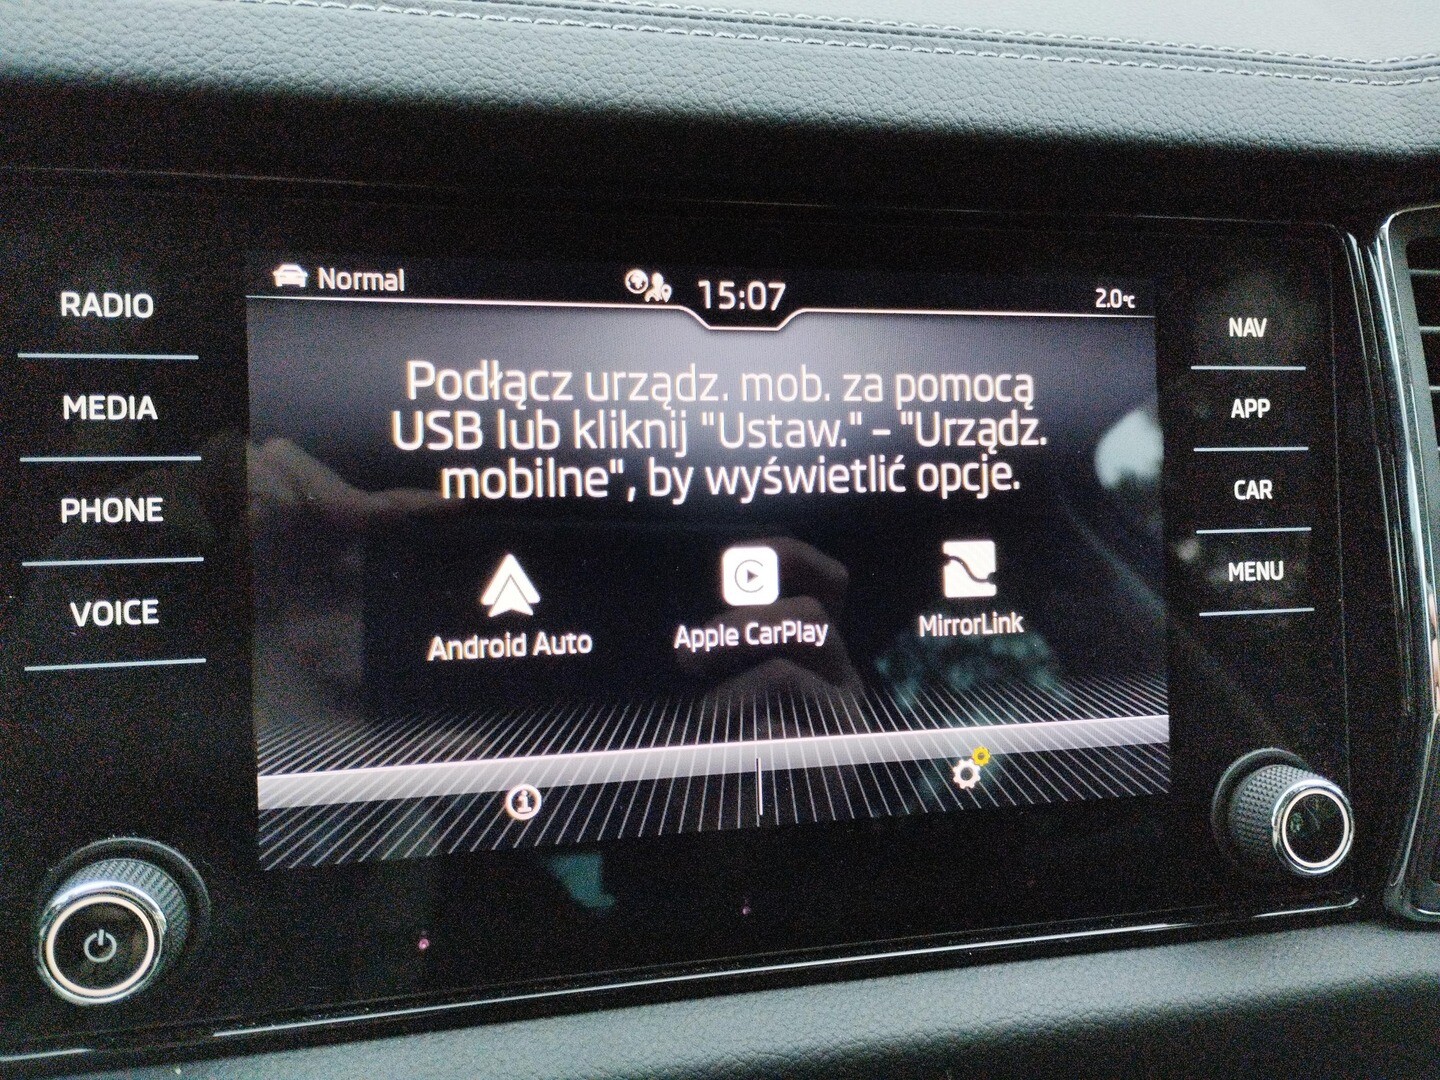 Normal
15:07
2.0°C
RADIO
MEDIA
PHONE
VOICE
Podłącz urządz. mob. za pomocą
USB lub kliknij "Ustaw." - "Urządz.
mobilne", by wyświetlić opcje.
Android Auto
Apple CarPlay
MirrorLink
NAV
APP
CAR
MENU